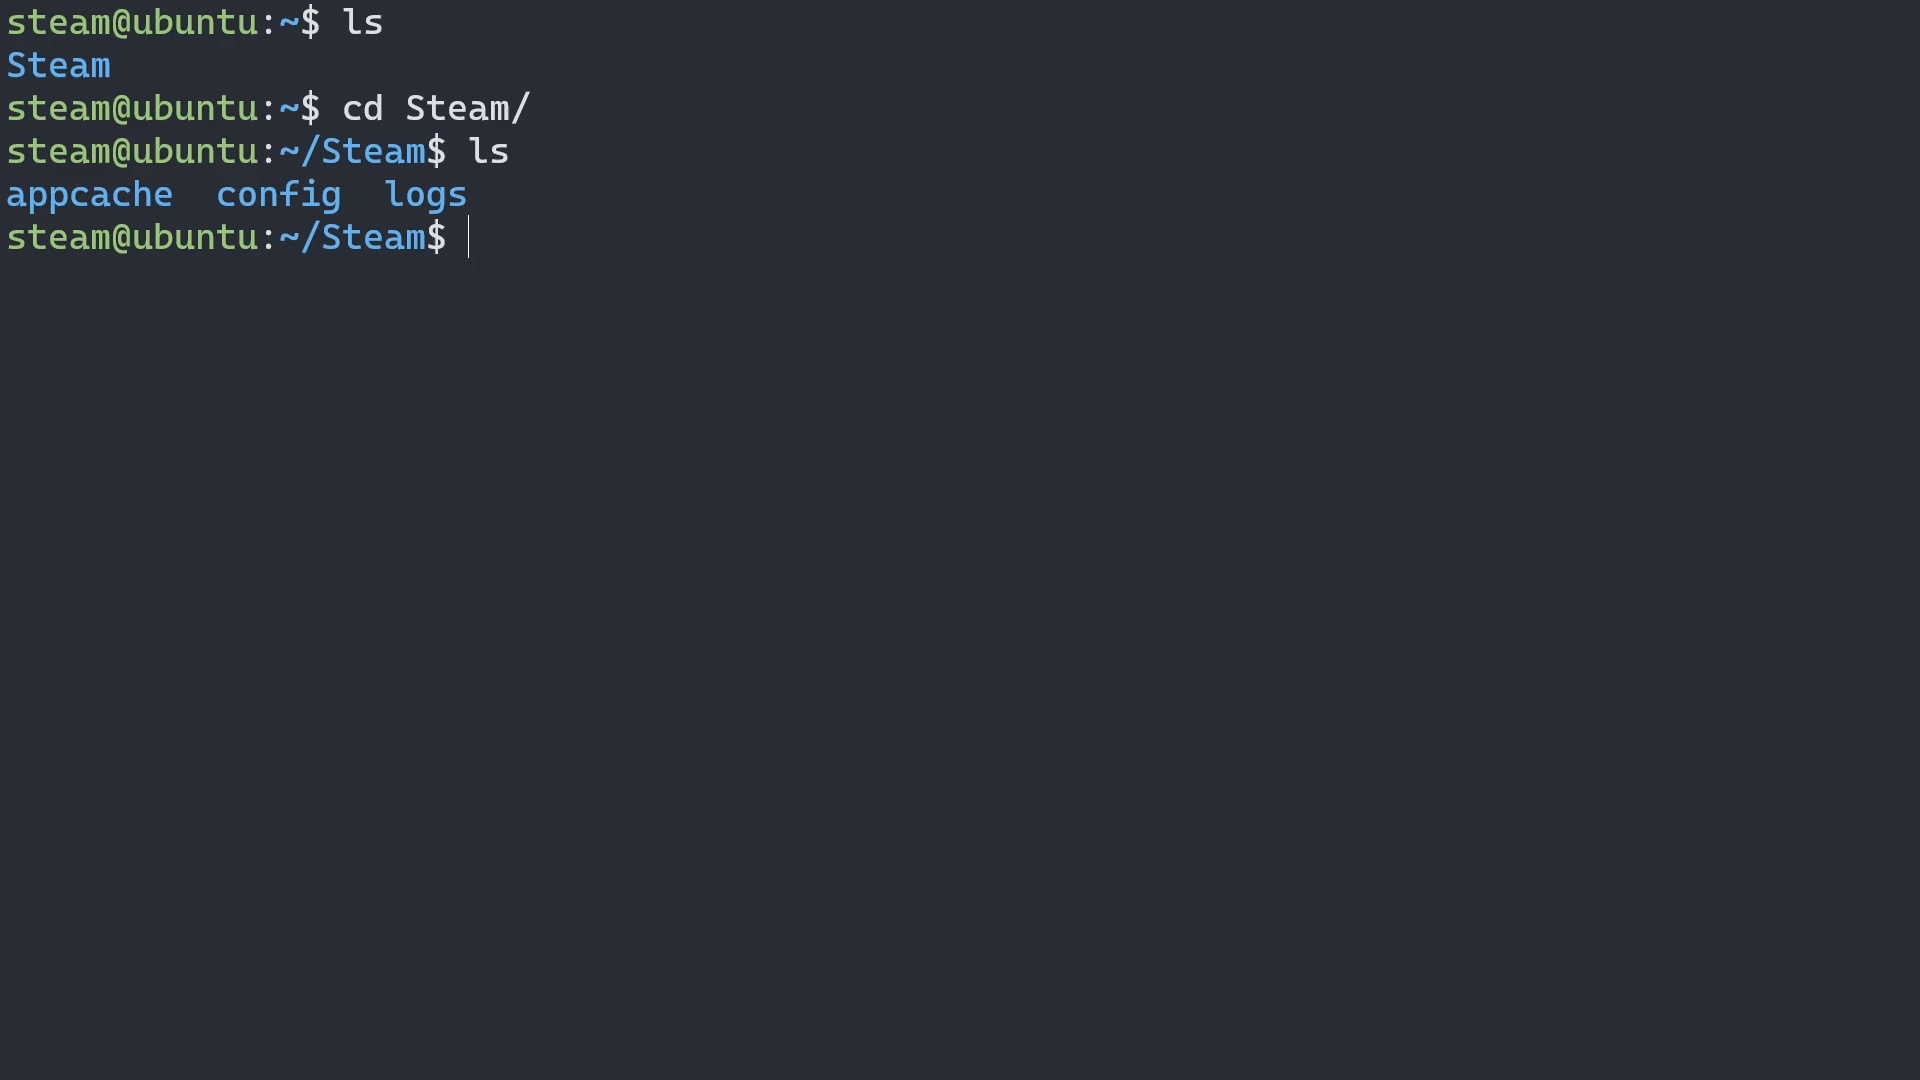 steam@ubuntu:~$ ls
Steam
steam@ubuntu:~$ cd Steam/
steam@ubuntu:~/Steam$ ls
appcache  config  logs
steam@ubuntu:~/Steam$